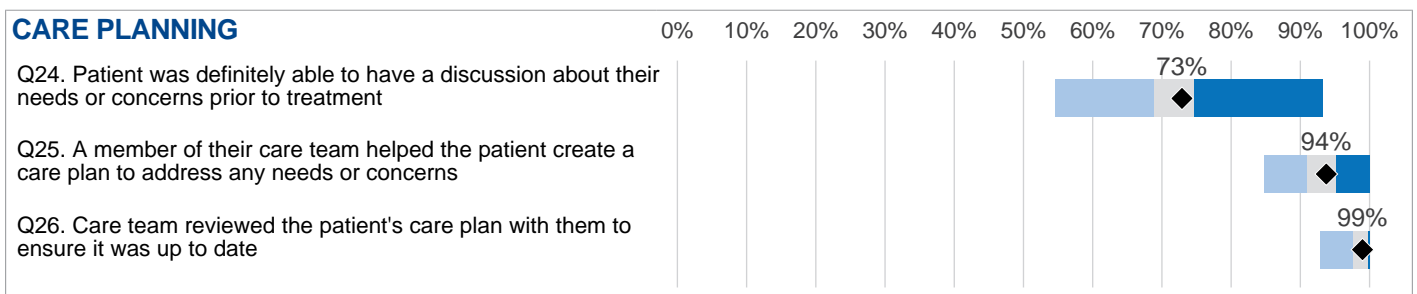 CARE PLANNING
0% 10% 20% 30% 40% 50% 60% 70% 80% 90% 100%
Q24. Patient was definitely able to have a discussion about their
needs or concerns prior to treatment
73%
Q25. A member of their care team helped the patient create a
care plan to address any needs or concerns
94%
Q26. Care team reviewed the patient's care plan with them to
ensure it was up to date
99%